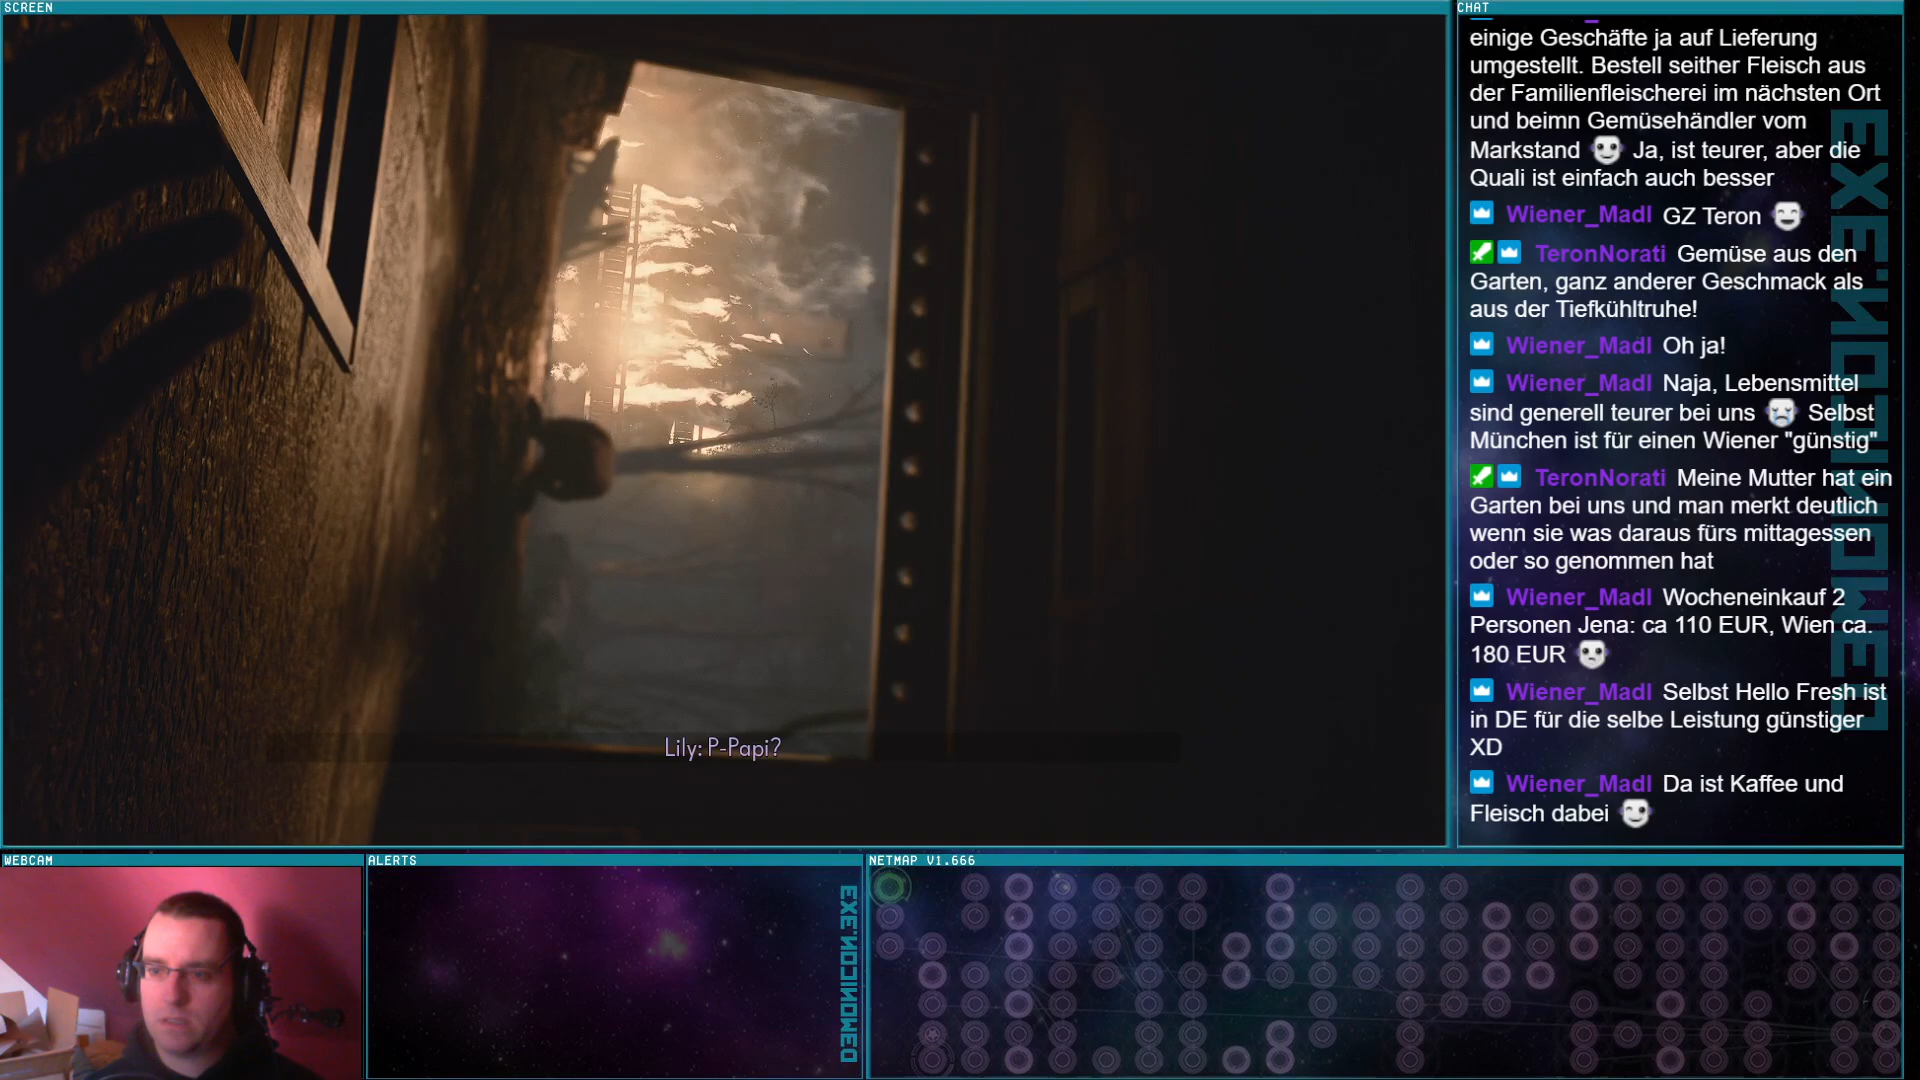 SCREEN
CHAT
einige Geschäfte ja auf Lieferung
umgestellt. Bestell seither Fleisch aus
der Familienfleischerei im nächsten Ort
und beimn Gemüsehändler vom
Markstand Ja, ist teurer, aber die
Quali ist einfach auch besser
Wiener_Madl GZ Teron
TeronNorati Gemüse aus den
Garten, ganz anderer Geschmack als
aus der Tiefkühltruhe!
Wiener_Madl Oh ja!
Wiener_Madl Naja, Lebensmittel
sind generell teurer bei uns Selbst
München ist für einen Wiener "günstig"
TeronNorati Meine Mutter hat ein
Garten bei uns und man merkt deutlich
wenn sie was daraus fürs mittagessen
oder so genommen hat
Wiener_Madl Wocheneinkauf 2
Personen Jena: ca 110 EUR, Wien ca.
180 EUR
Wiener_Madl Selbst Hello Fresh ist
in DE für die selbe Leistung günstiger
XD
Wiener_Madl Da ist Kaffee und
Fleisch dabei
Lily: P-Papi?
WEBCAM
ALERTS
NETMAP V1.666